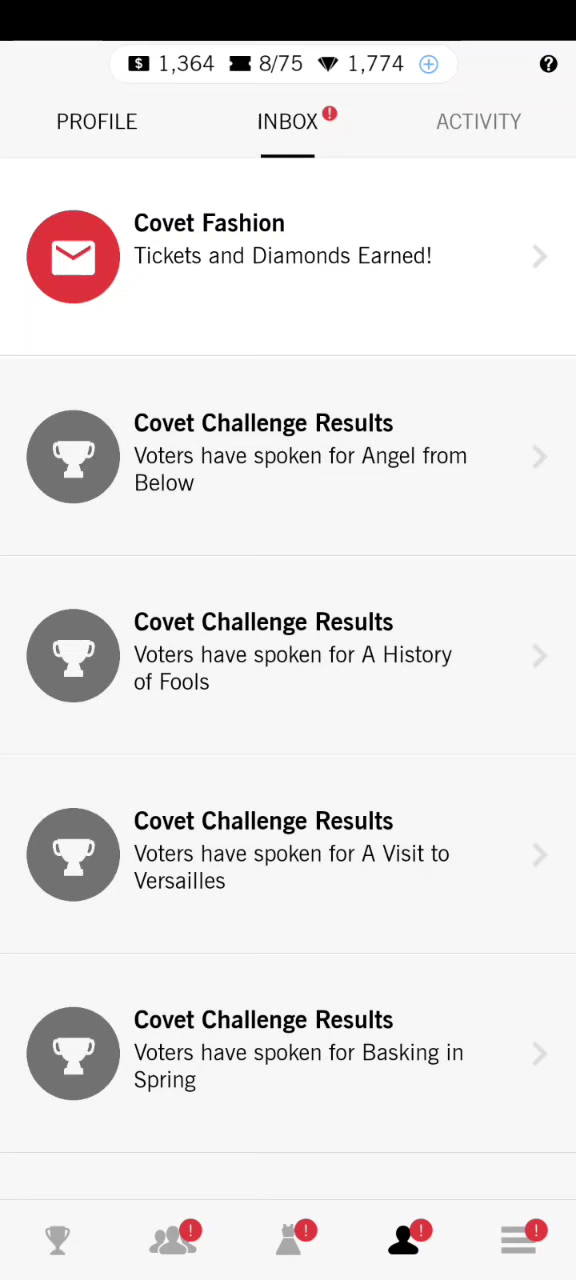 $ 1,364 8/75 1,774 + ?
PROFILE INBOX ! ACTIVITY
Covet Fashion
Tickets and Diamonds Earned!
Covet Challenge Results
Voters have spoken for Angel from
Below
Covet Challenge Results
Voters have spoken for A History
of Fools
Covet Challenge Results
Voters have spoken for A Visit to
Versailles
Covet Challenge Results
Voters have spoken for Basking in
Spring
! ! ! !